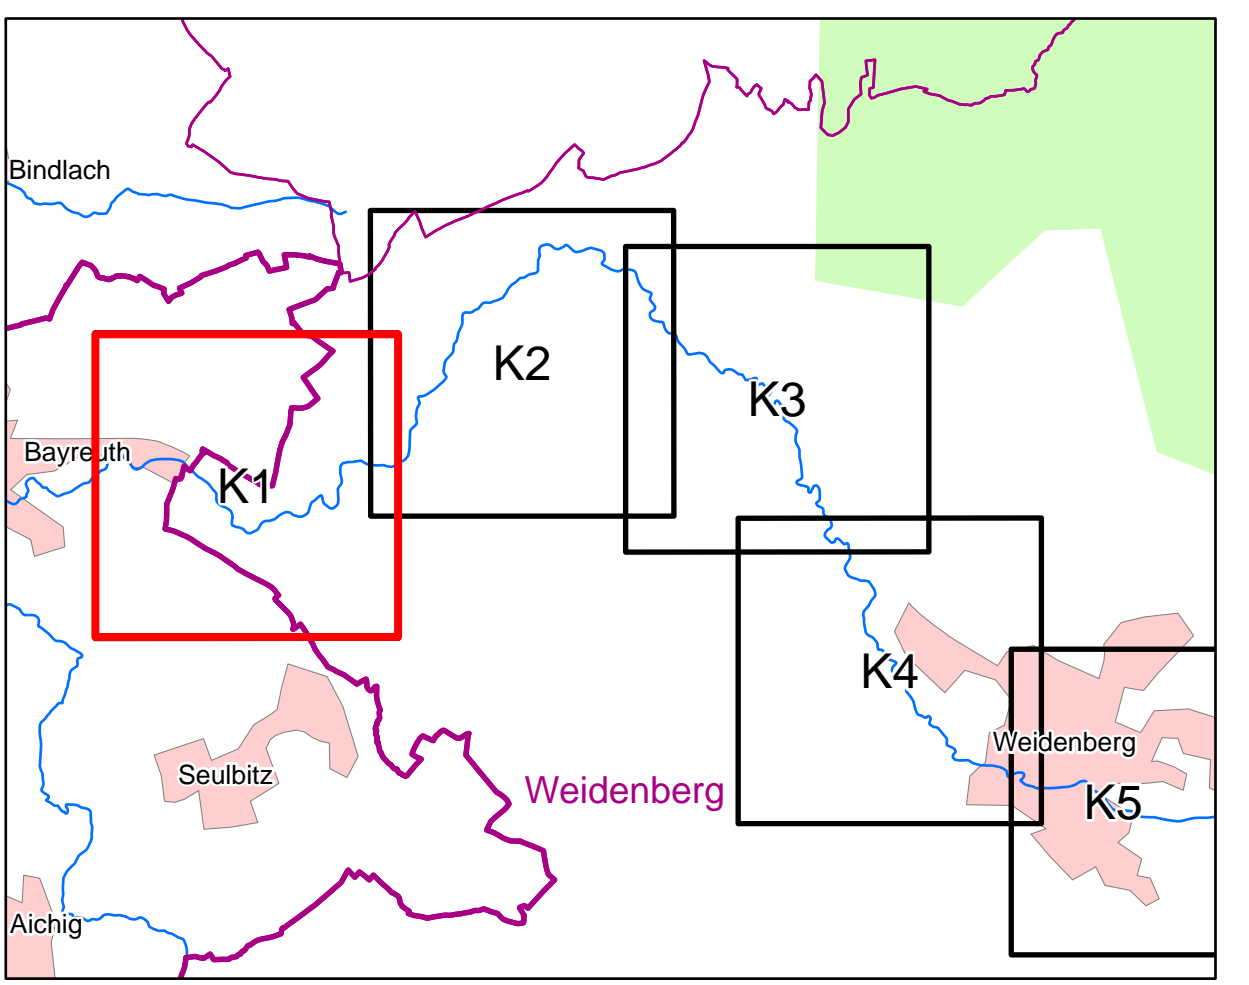 Bindlach
K2
K3
Bayreuth
K1
K4
Weidenberg
Seulbitz
Weidenberg
K5
Aichig